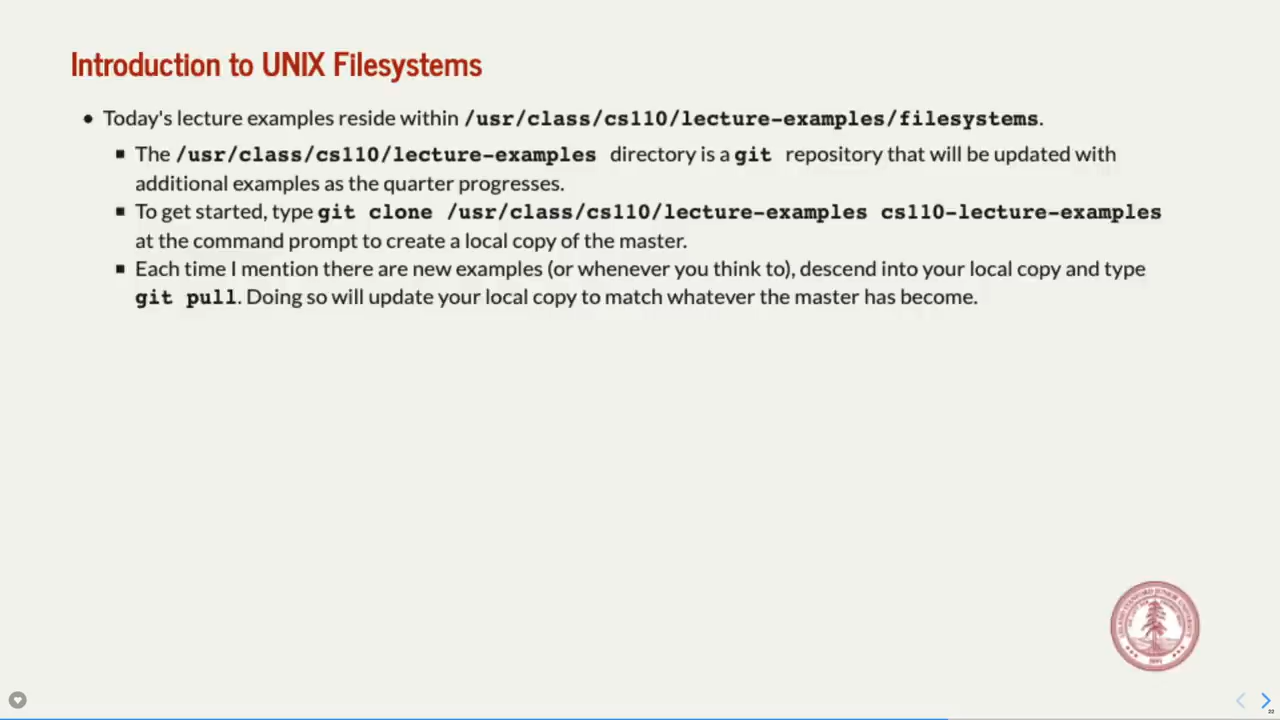 Introduction to UNIX Filesystems
Today's lecture examples reside within /usr/class/cs110/lecture-examples/filesystems.
The /usr/class/cs110/lecture-examples directory is a git repository that will be updated with
additional examples as the quarter progresses.
To get started, type git clone /usr/class/cs110/lecture-examples cs110-lecture-examples
at the command prompt to create a local copy of the master.
Each time I mention there are new examples (or whenever you think to), descend into your local copy and type
git pull. Doing so will update your local copy to match whatever the master has become.